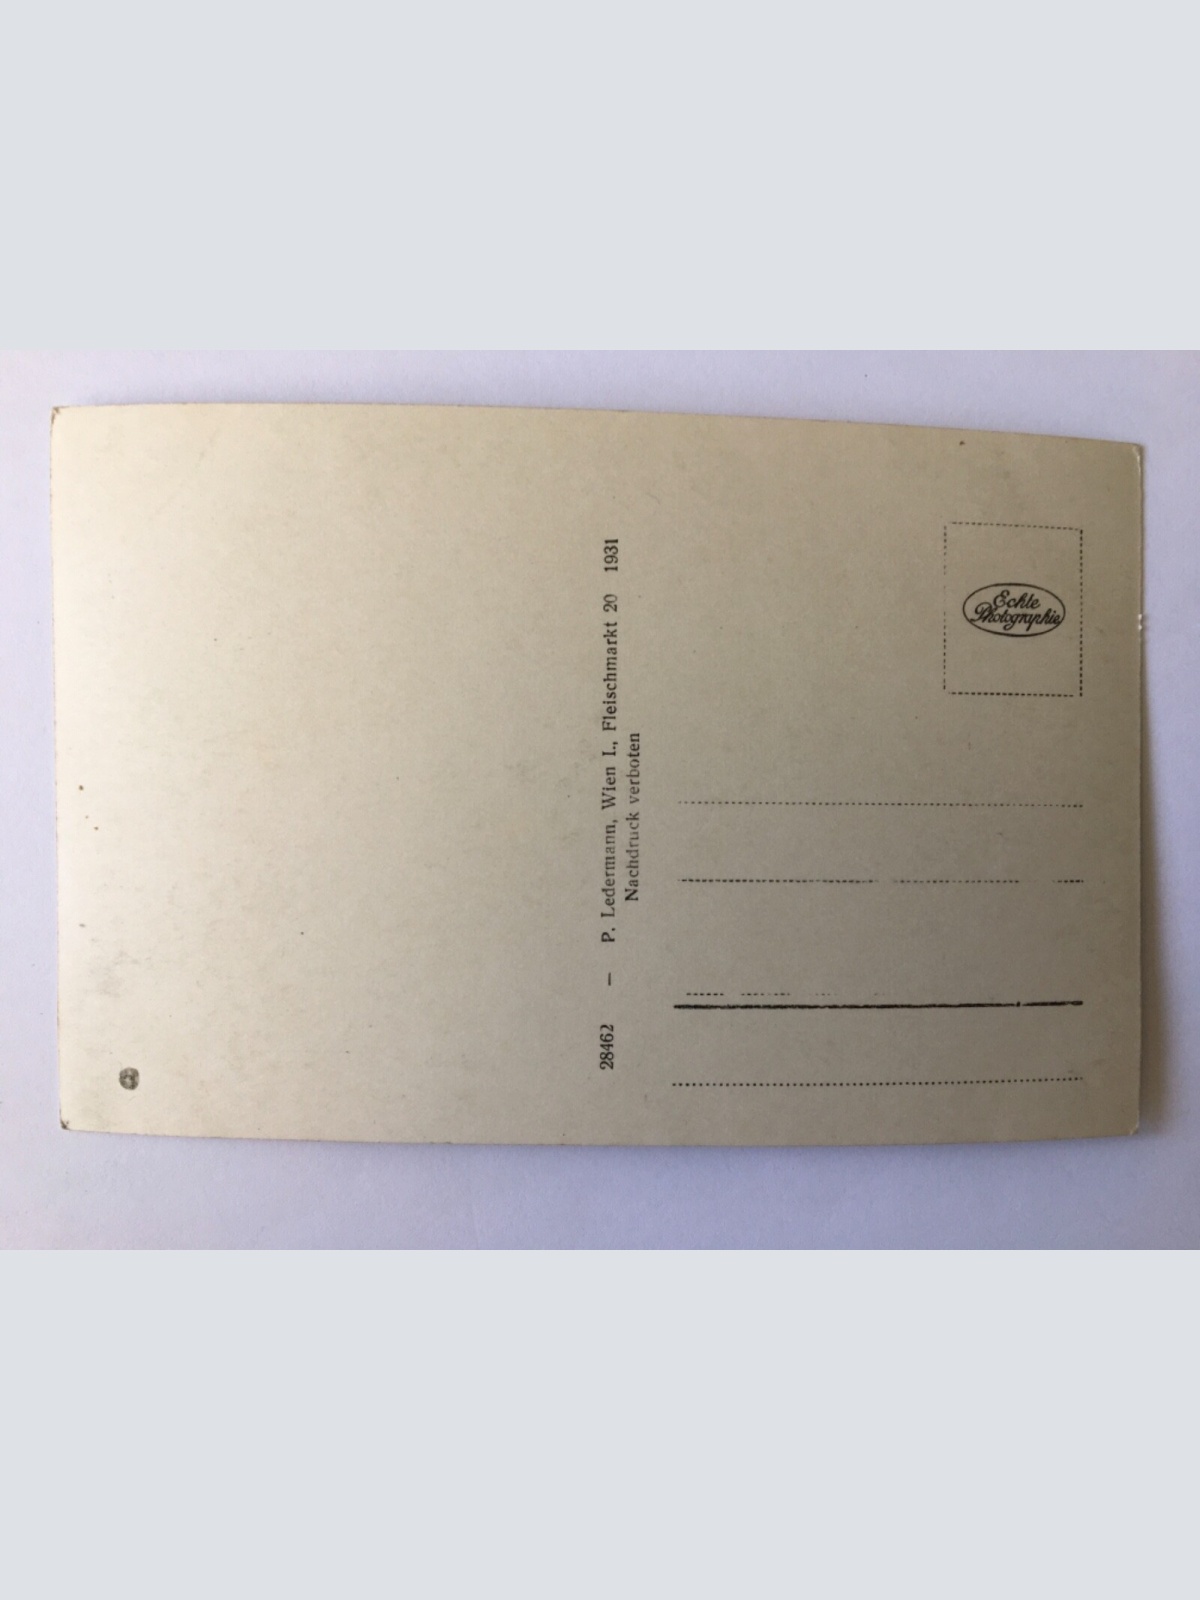 28462 — P. Ledermann, Wien I., Fleischmarkt 20 1931
Nachdruck verboten
Echte
Photographie